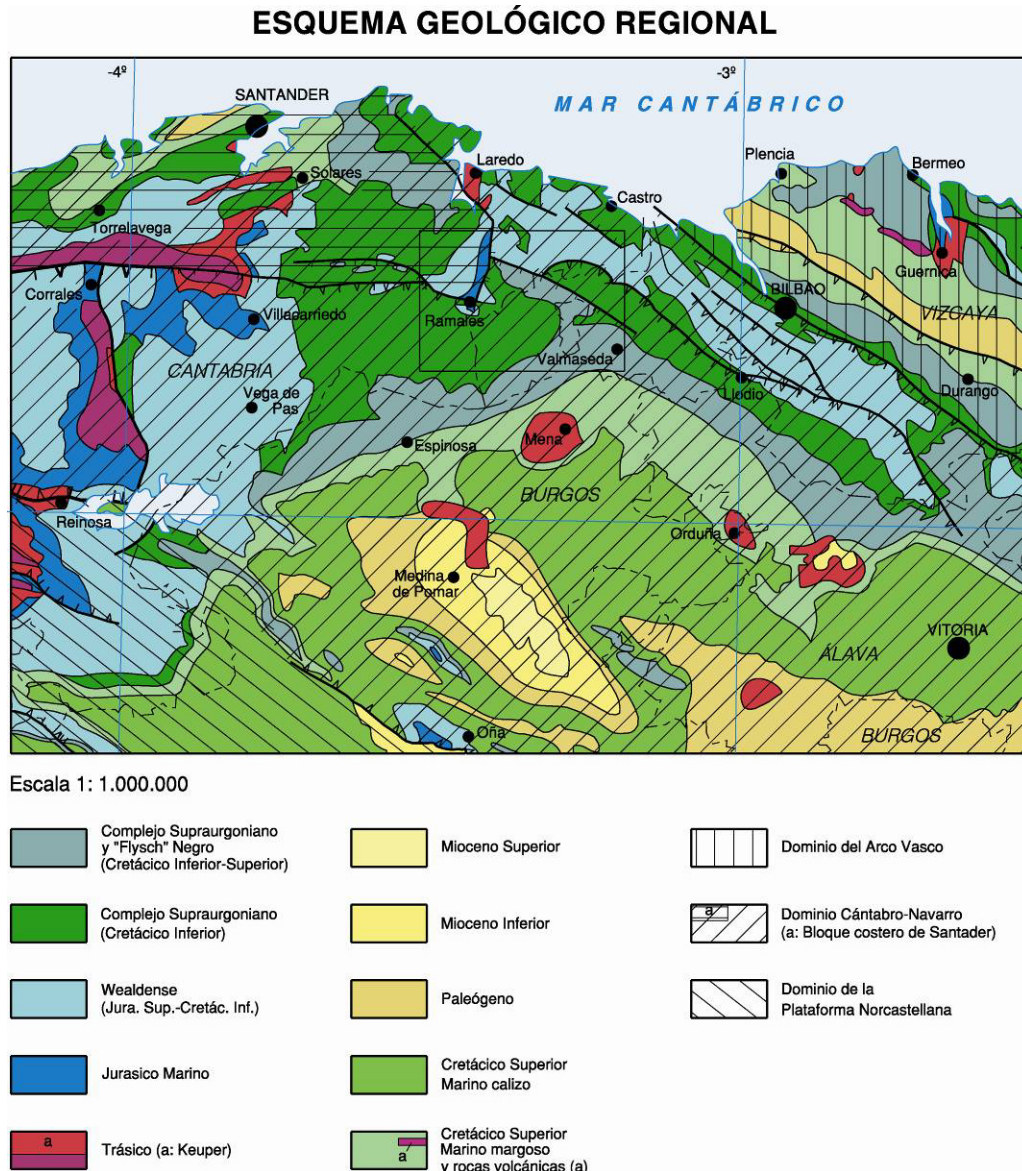 ESQUEMA GEOLÓGICO REGIONAL
-4º
-3º
SANTANDER
MAR CANTÁBRICO
Laredo
Plencia
Bermeo
Solares
Castro
Torrelavega
Guernica
Corrales
BILBAO
Villacarriedo
Ramales
VIZCAYA
CANTABRIA
Valmaseda
Llodio
Durango
Vega de
Pas
Mena
Espinosa
BURGOS
Reinosa
Orduña
Medina
de Pomar
VITORIA
ÁLAVA
Oña
BURGOS
Escala 1: 1.000.000
Complejo Supraurgoniano
y "Flysch" Negro
(Cretácico Inferior-Superior)
Complejo Supraurgoniano
(Cretácico Inferior)
Wealdense
(Jura. Sup.-Cretác. Inf.)
Jurasico Marino
a
Trásico (a: Keuper)
Mioceno Superior
Mioceno Inferior
Paleógeno
Cretácico Superior
Marino calizo
a
Cretácico Superior
Marino margoso
y rocas volcánicas (a)
Dominio del Arco Vasco
a
Dominio Cántabro-Navarro
(a: Bloque costero de Santader)
Dominio de la
Plataforma Norcastellana